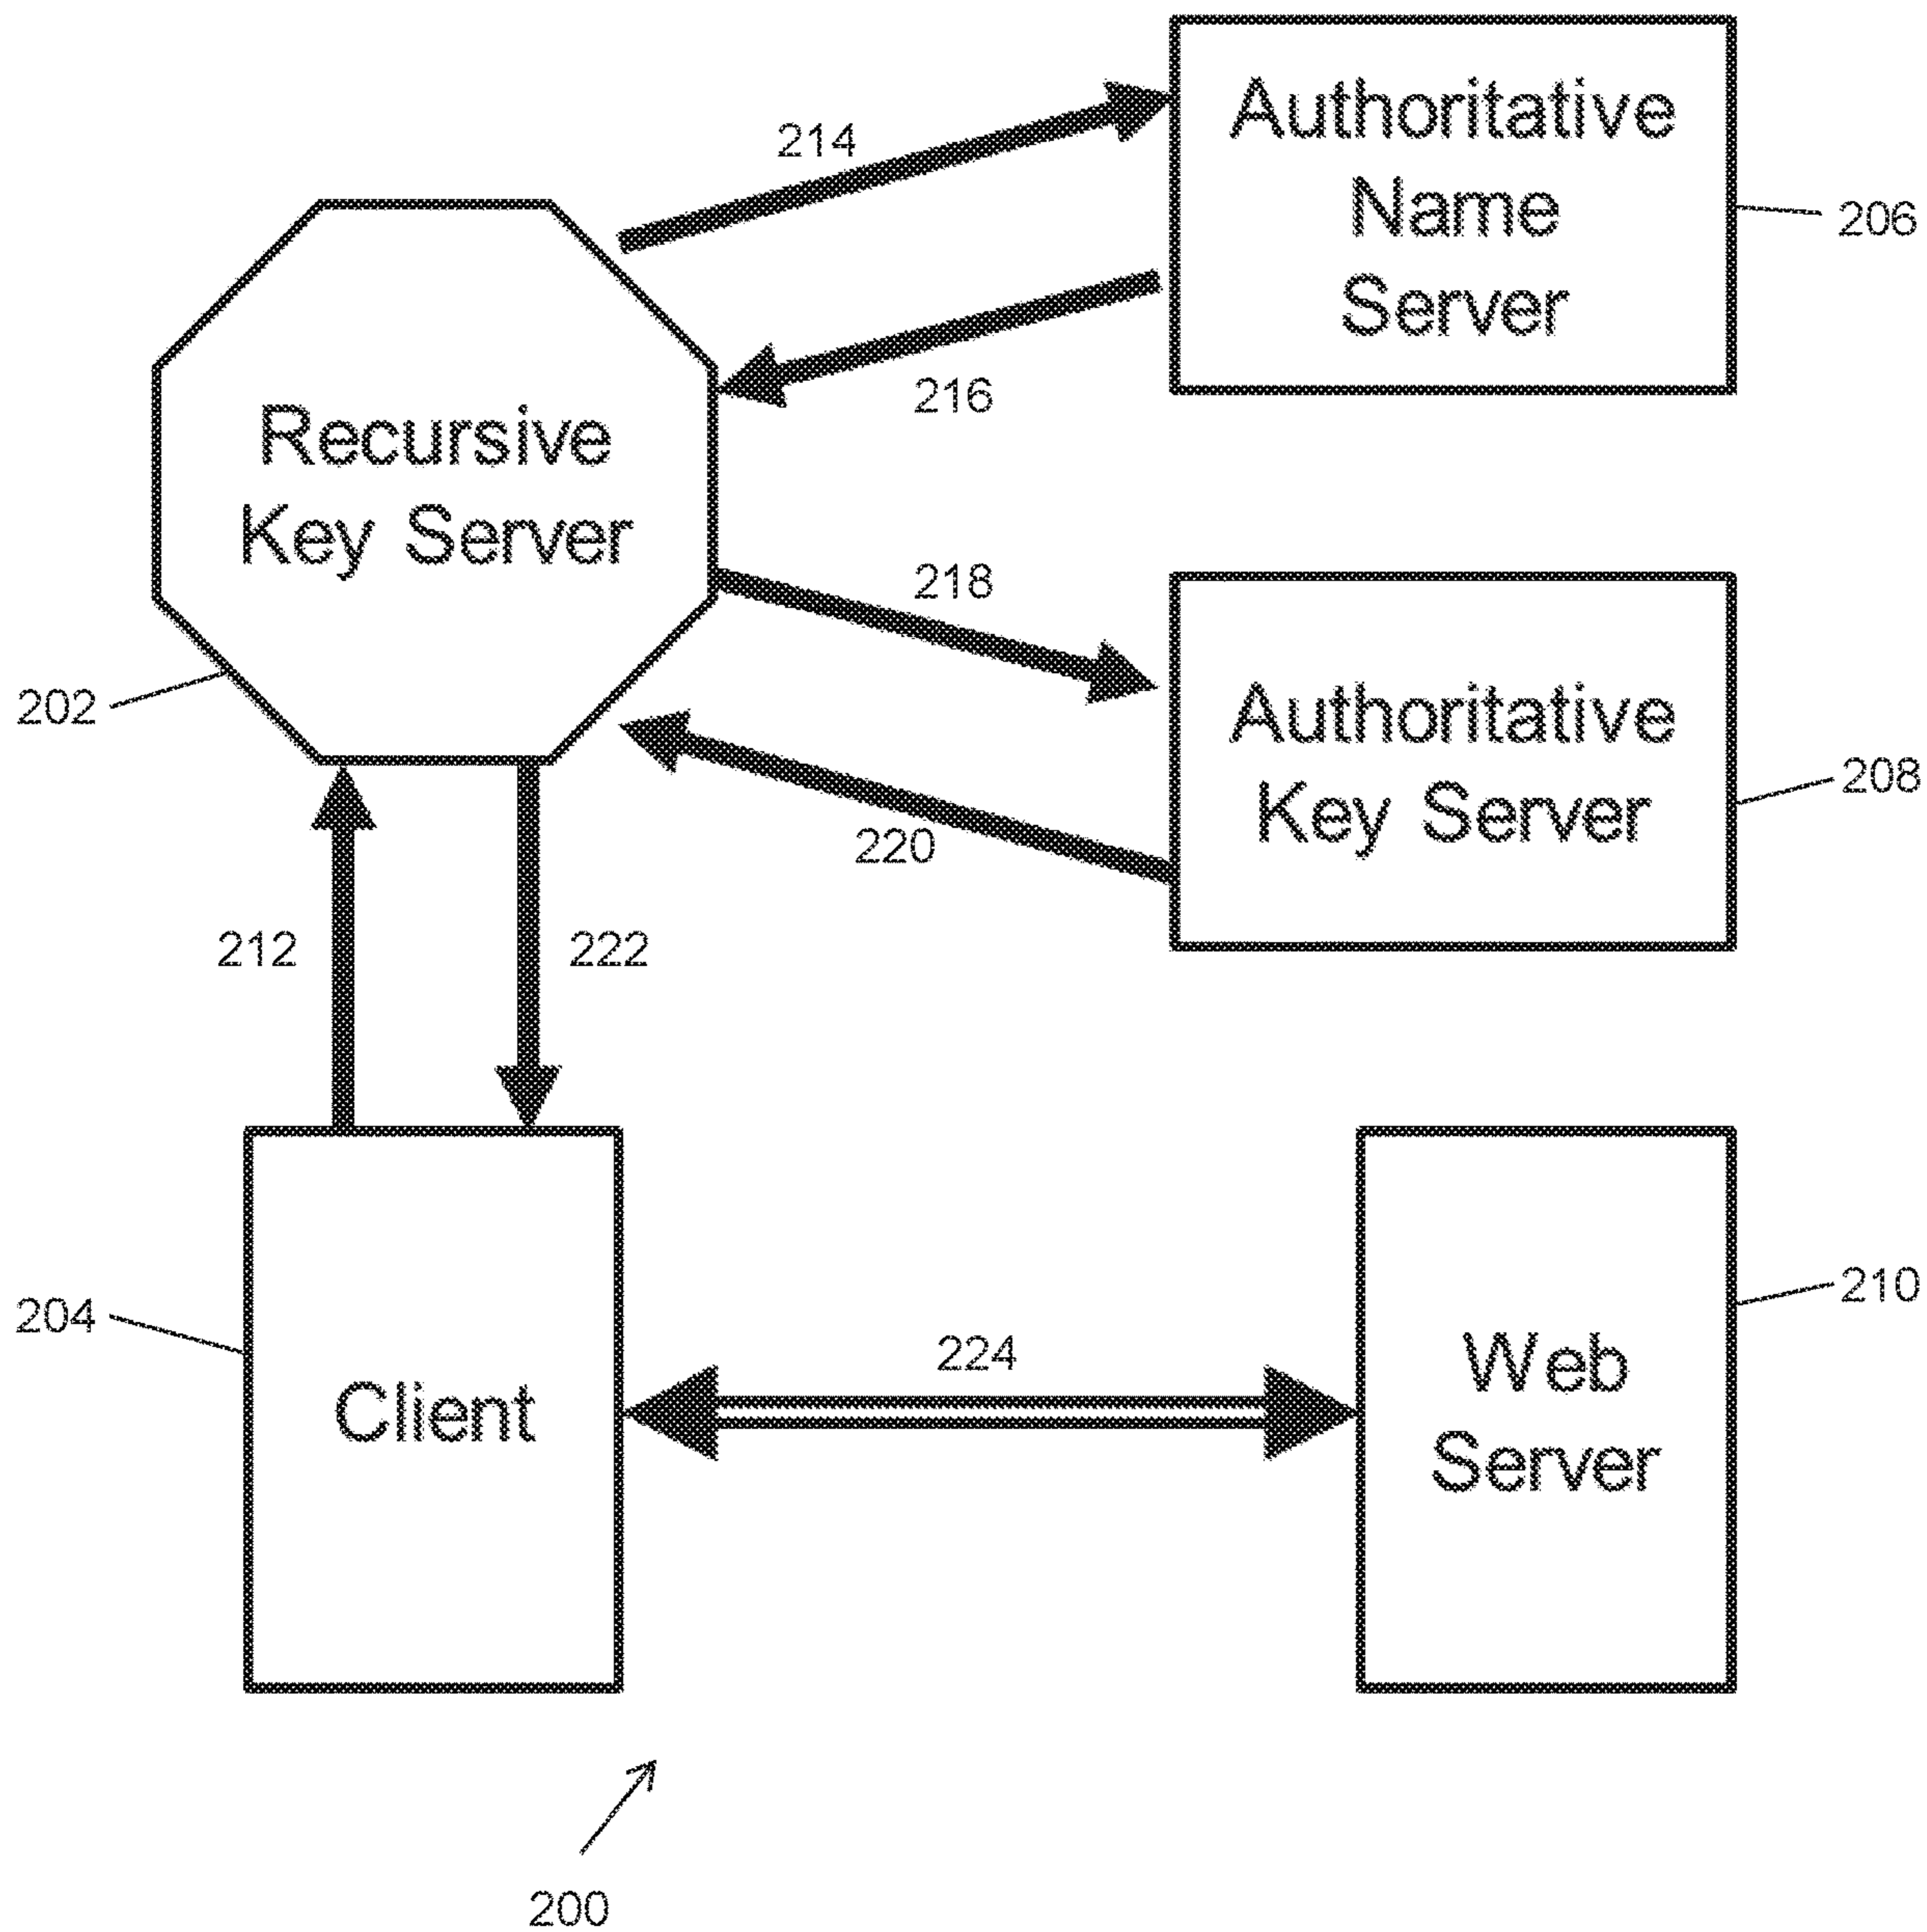 214
Authoritative
Name
Server
206
216
Recursive
Key Server
202
218
Authoritative
Key Server
208
220
212
222
204
Client
224
Web
Server
210
200